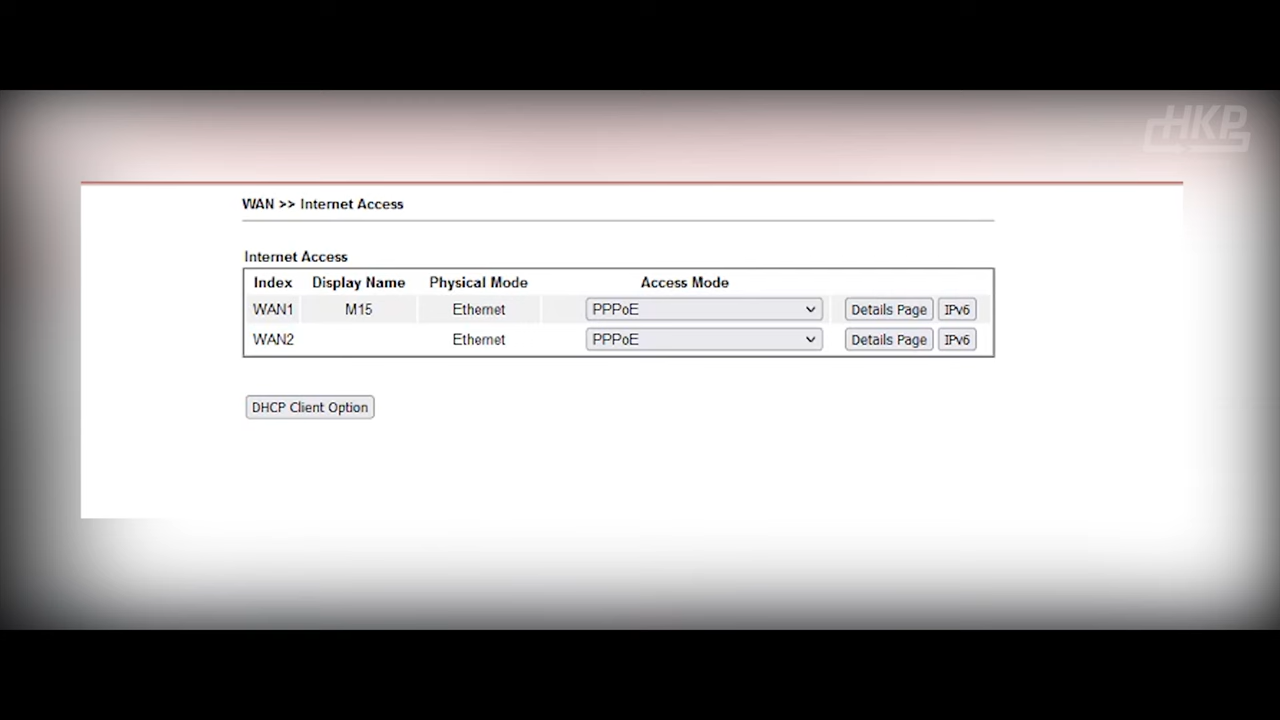 HKP
WAN >> Internet Access
Internet Access
Index Display Name Physical Mode Access Mode
WAN1 M15 Ethernet PPPoE Details Page IPv6
WAN2 Ethernet PPPoE Details Page IPv6
DHCP Client Option